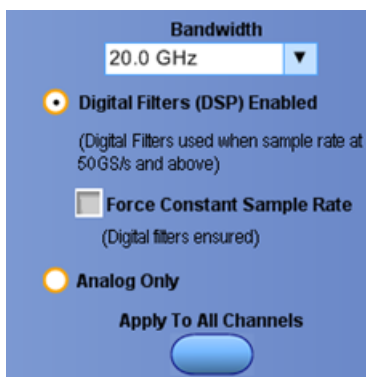 Bandwidth
20.0 GHz
Digital Filters (DSP) Enabled
(Digital Filters used when sample rate at
50GS/s and above)
Force Constant Sample Rate
(Digital filters ensured)
Analog Only
Apply To All Channels